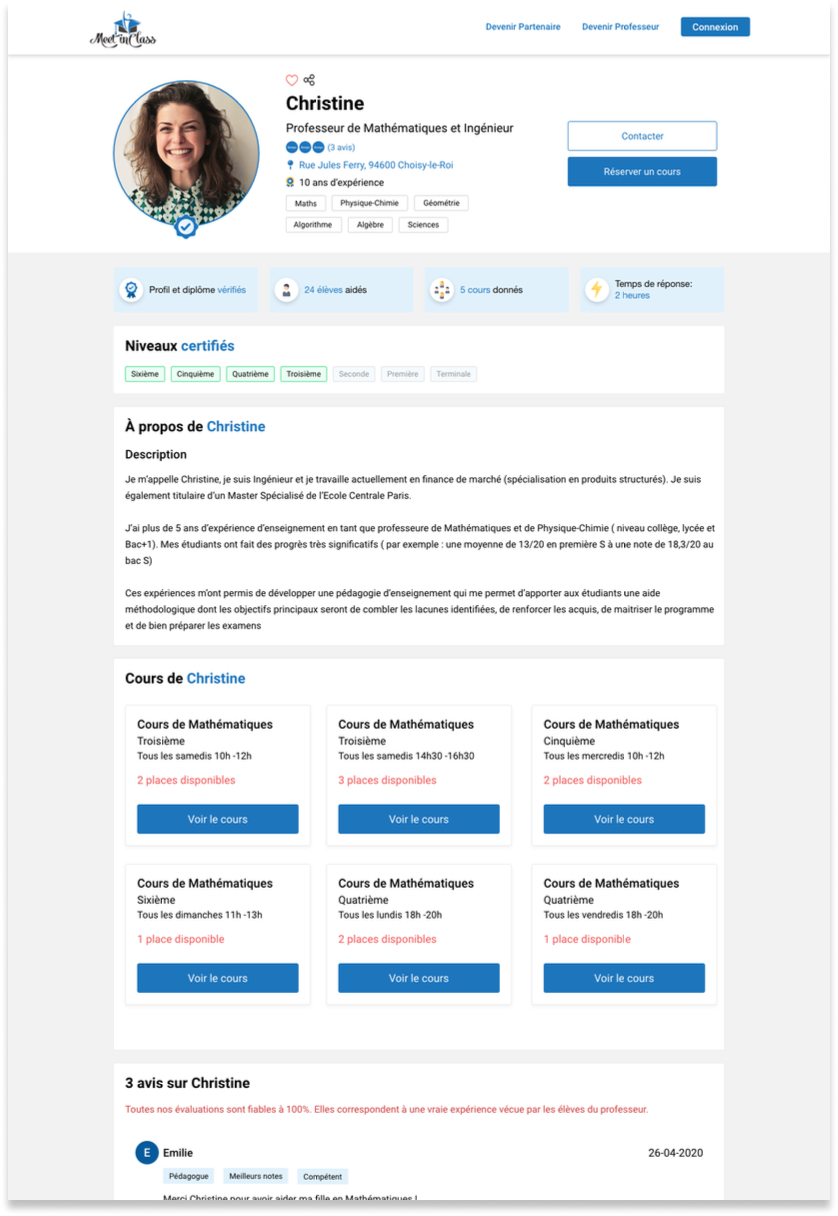 Meet in Class
Devenir Partenaire
Devenir Professeur
Connexion
Christine
Professeur de Mathématiques et Ingénieur
(3 avis)
Rue Jules Ferry, 94600 Choisy-le-Roi
10 ans d'expérience
Maths
Physique-Chimie
Géométrie
Algorithme
Algèbre
Sciences
Contacter
Réserver un cours
Profil et diplôme vérifiés
24 élèves aidés
5 cours donnés
Temps de réponse:
2 heures
Niveaux certifiés
Sixième
Cinquième
Quatrième
Troisième
Seconde
Première
Terminale
À propos de Christine
Description
Je m'appelle Christine, je suis Ingénieur et je travaille actuellement en finance de marché (spécialisation en produits structurés). Je suis
également titulaire d'un Master Spécialisé de l'Ecole Centrale Paris.
J'ai plus de 5 ans d'expérience d'enseignement en tant que professeure de Mathématiques et de Physique-Chimie ( niveau collège, lycée et
Bac+1). Mes étudiants ont fait des progrès très significatifs ( par exemple : une moyenne de 13/20 en première S à une note de 18,3/20 au
bac S)
Ces expériences m'ont permis de développer une pédagogie d'enseignement qui me permet d'apporter aux étudiants une aide
méthodologique dont les objectifs principaux seront de combler les lacunes identifiées, de renforcer les acquis, de maitriser le programme
et de bien préparer les examens
Cours de Christine
Cours de Mathématiques
Troisième
Tous les samedis 10h -12h
2 places disponibles
Voir le cours
Cours de Mathématiques
Troisième
Tous les samedis 14h30 -16h30
3 places disponibles
Voir le cours
Cours de Mathématiques
Cinquième
Tous les mercredis 10h -12h
2 places disponibles
Voir le cours
Cours de Mathématiques
Sixième
Tous les dimanches 11h -13h
1 place disponible
Voir le cours
Cours de Mathématiques
Quatrième
Tous les lundis 18h -20h
2 places disponibles
Voir le cours
Cours de Mathématiques
Quatrième
Tous les vendredis 18h -20h
1 place disponible
Voir le cours
3 avis sur Christine
Toutes nos évaluations sont fiables à 100%. Elles correspondent à une vraie expérience vécue par les élèves du professeur.
E
Emilie
26-04-2020
Pédagogue
Meilleurs notes
Compétent
Merci Christine pour avoir aider ma fille en Mathématiques !